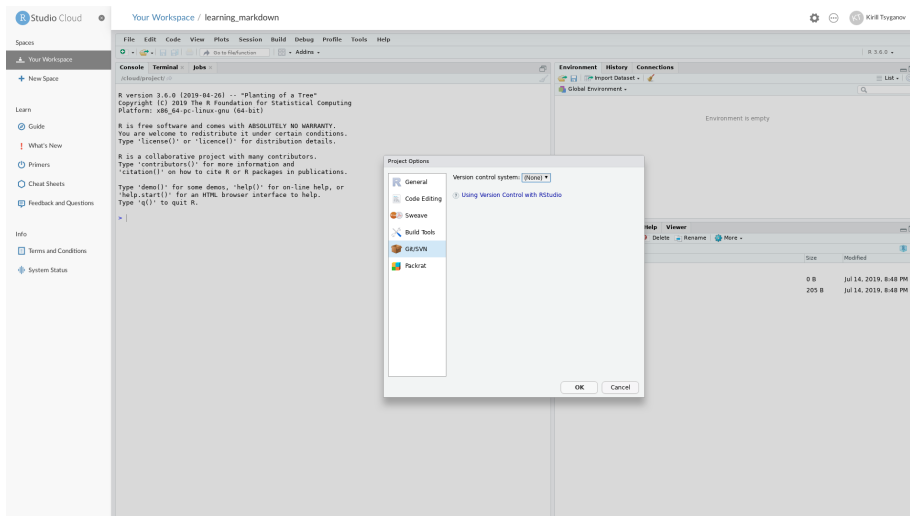 R Studio Cloud
Your Workspace / learning_markdown
Kirill Tsyganov
Spaces
Your Workspace
New Space
Learn
Guide
What's New
Primers
Cheat Sheets
Feedback and Questions
Info
Terms and Conditions
System Status
File Edit Code View Plots Session Build Debug Profile Tools Help
Go to file/function
Addins
R 3.6.0
Console Terminal Jobs
/cloud/project/
R version 3.6.0 (2019-04-26) -- "Planting of a Tree"
Copyright (C) 2019 The R Foundation for Statistical Computing
Platform: x86_64-pc-linux-gnu (64-bit)
R is free software and comes with ABSOLUTELY NO WARRANTY.
You are welcome to redistribute it under certain conditions.
Type 'license()' or 'licence()' for distribution details.
R is a collaborative project with many contributors.
Type 'contributors()' for more information and
'citation()' on how to cite R or R packages in publications.
Type 'demo()' for some demos, 'help()' for on-line help, or
'help.start()' for an HTML browser interface to help.
Type 'q()' to quit R.
>
Environment History Connections
Import Dataset
List
Global Environment
Environment is empty
Project Options
General
Code Editing
Sweave
Build Tools
Git/SVN
Packrat
Version control system: (None)
Using Version Control with RStudio
OK Cancel
Help Viewer
Delete Rename More
Size Modified
0 B Jul 14, 2019, 8:48 PM
205 B Jul 14, 2019, 8:48 PM